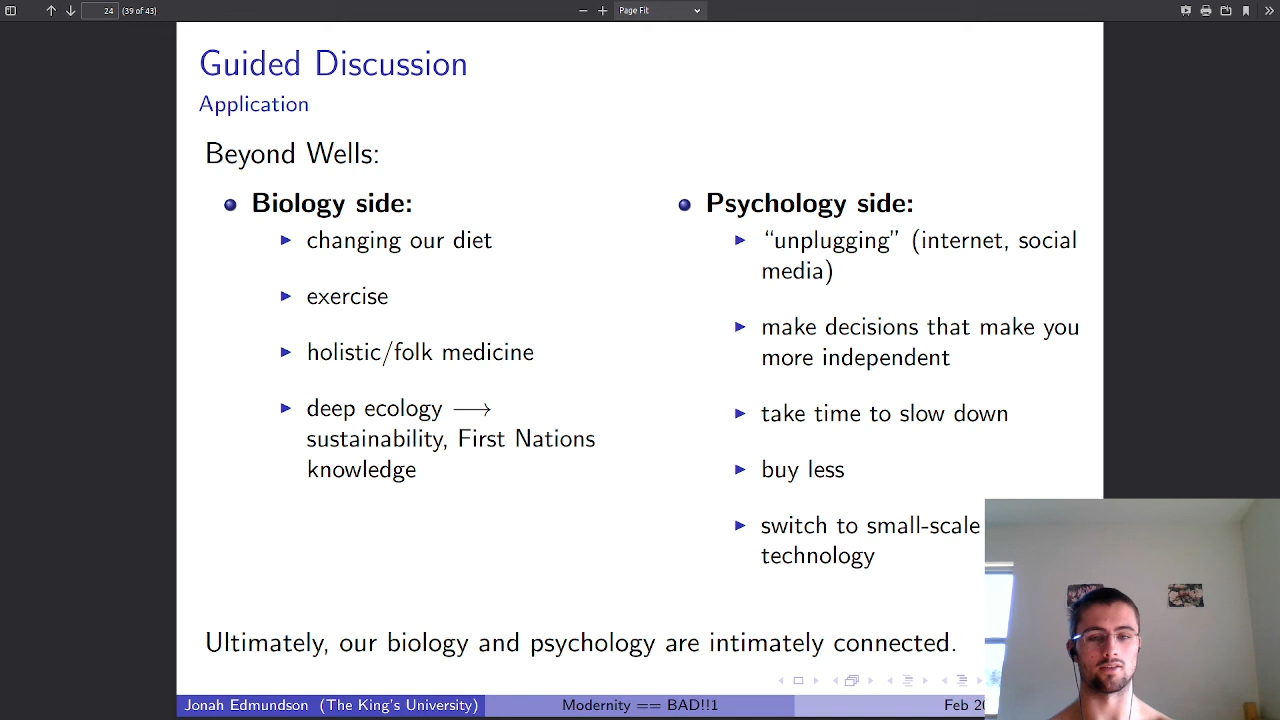 24 (39 of 43) Page Fit
Guided Discussion
Application
Beyond Wells:
Biology side:
changing our diet
exercise
holistic/folk medicine
deep ecology ⟶
sustainability, First Nations
knowledge
Psychology side:
“unplugging” (internet, social
media)
make decisions that make you
more independent
take time to slow down
buy less
switch to small-scale
technology
Ultimately, our biology and psychology are intimately connected.
Jonah Edmundson (The King's University) Modernity == BAD!!1 Feb